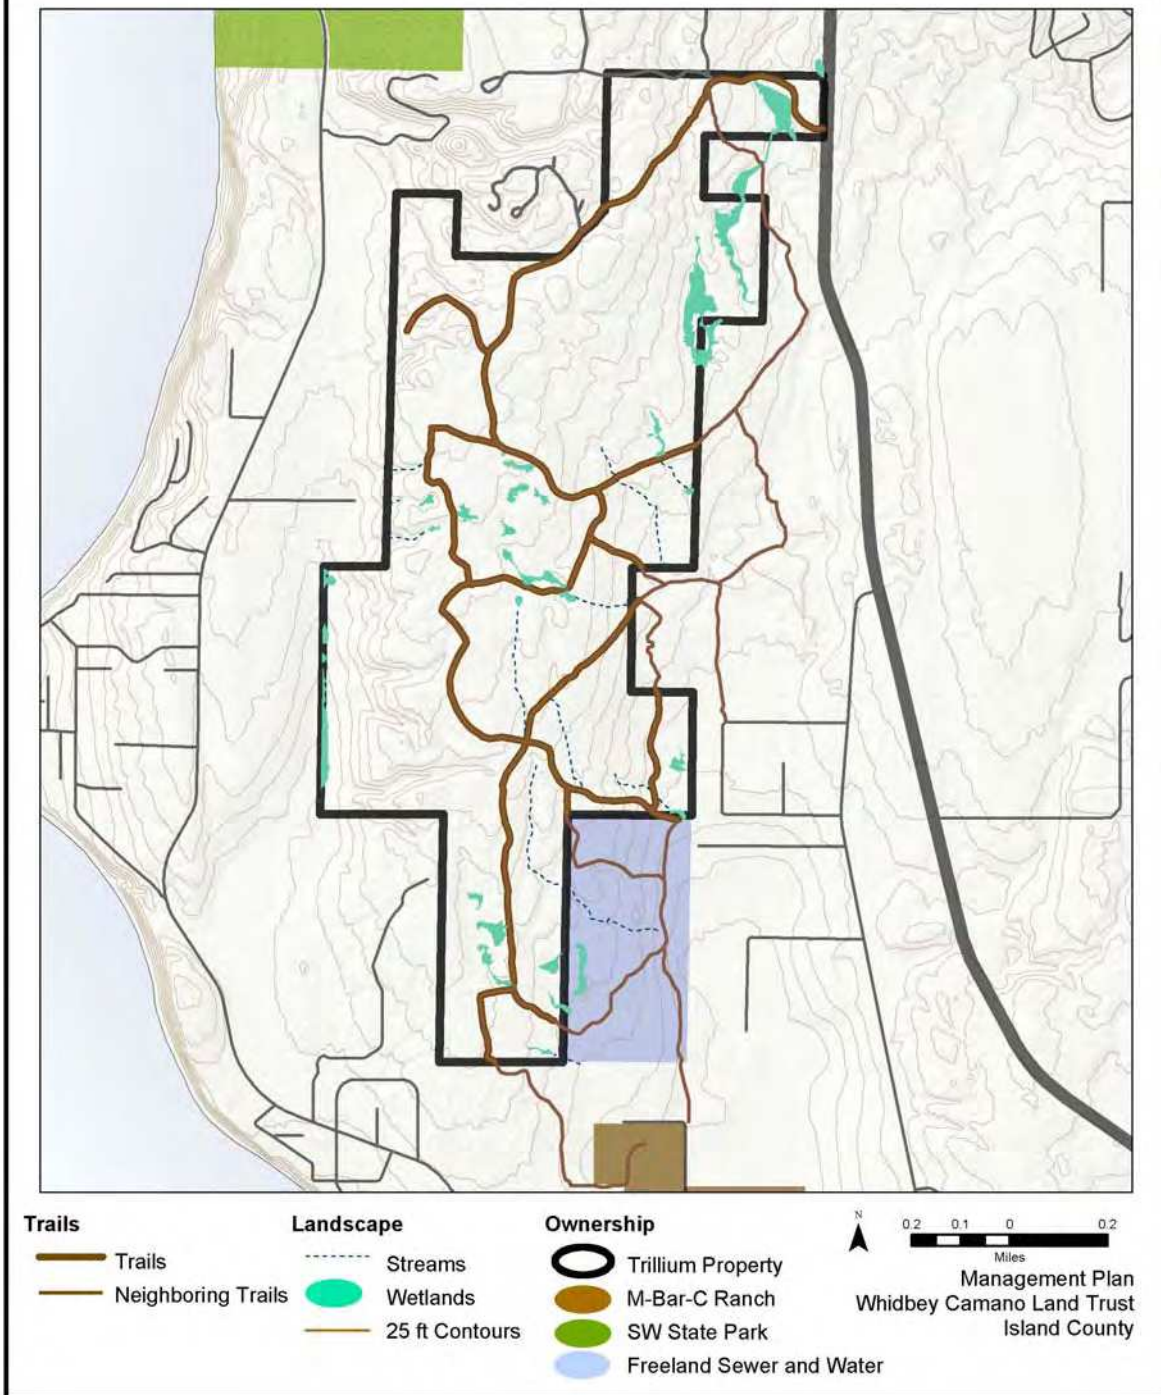 Trails
Trails
Neighboring Trails
Landscape
Streams
Wetlands
25 ft Contours
Ownership
Trillium Property
M-Bar-C Ranch
SW State Park
Freeland Sewer and Water
N
0.2 0.1 0 0.2
Miles
Management Plan
Whidbey Camano Land Trust
Island County